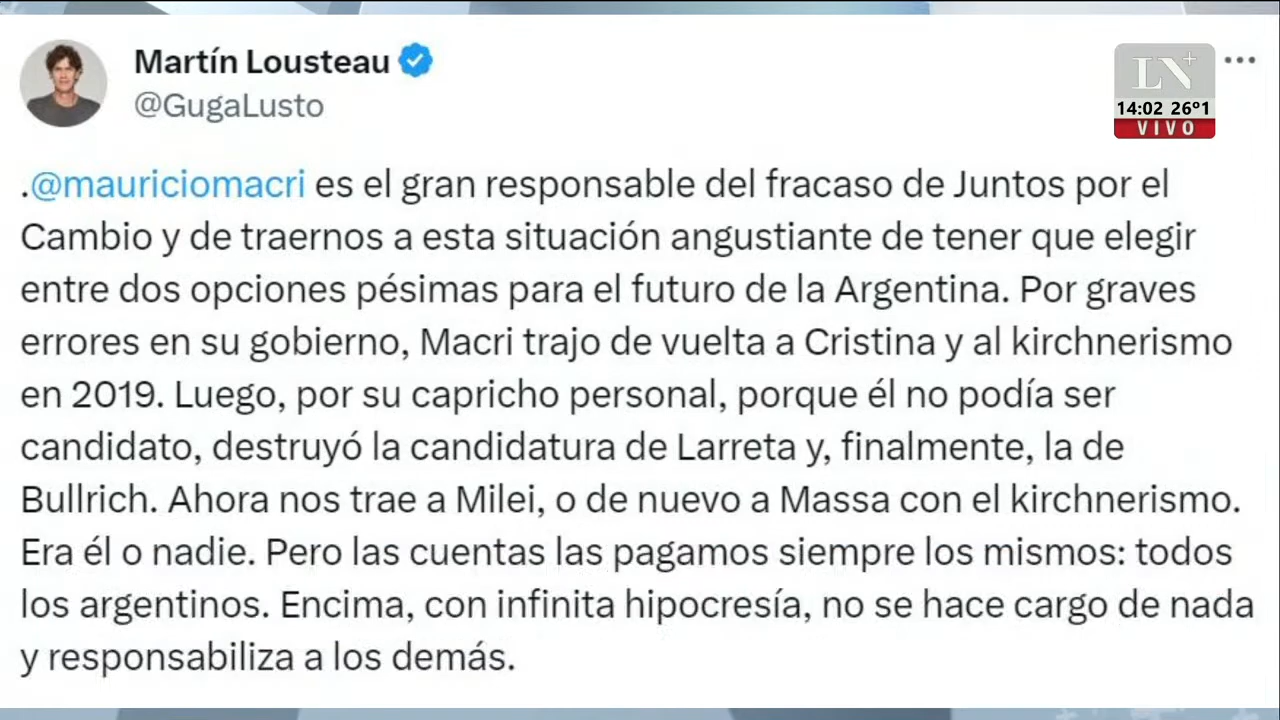 Martín Lousteau
@GugaLusto
LN+
14:02 26º1
VIVO
.@mauriciomacri es el gran responsable del fracaso de Juntos por el
Cambio y de traernos a esta situación angustiante de tener que elegir
entre dos opciones pésimas para el futuro de la Argentina. Por graves
errores en su gobierno, Macri trajo de vuelta a Cristina y al kirchnerismo
en 2019. Luego, por su capricho personal, porque él no podía ser
candidato, destruyó la candidatura de Larreta y, finalmente, la de
Bullrich. Ahora nos trae a Milei, o de nuevo a Massa con el kirchnerismo.
Era él o nadie. Pero las cuentas las pagamos siempre los mismos: todos
los argentinos. Encima, con infinita hipocresía, no se hace cargo de nada
y responsabiliza a los demás.